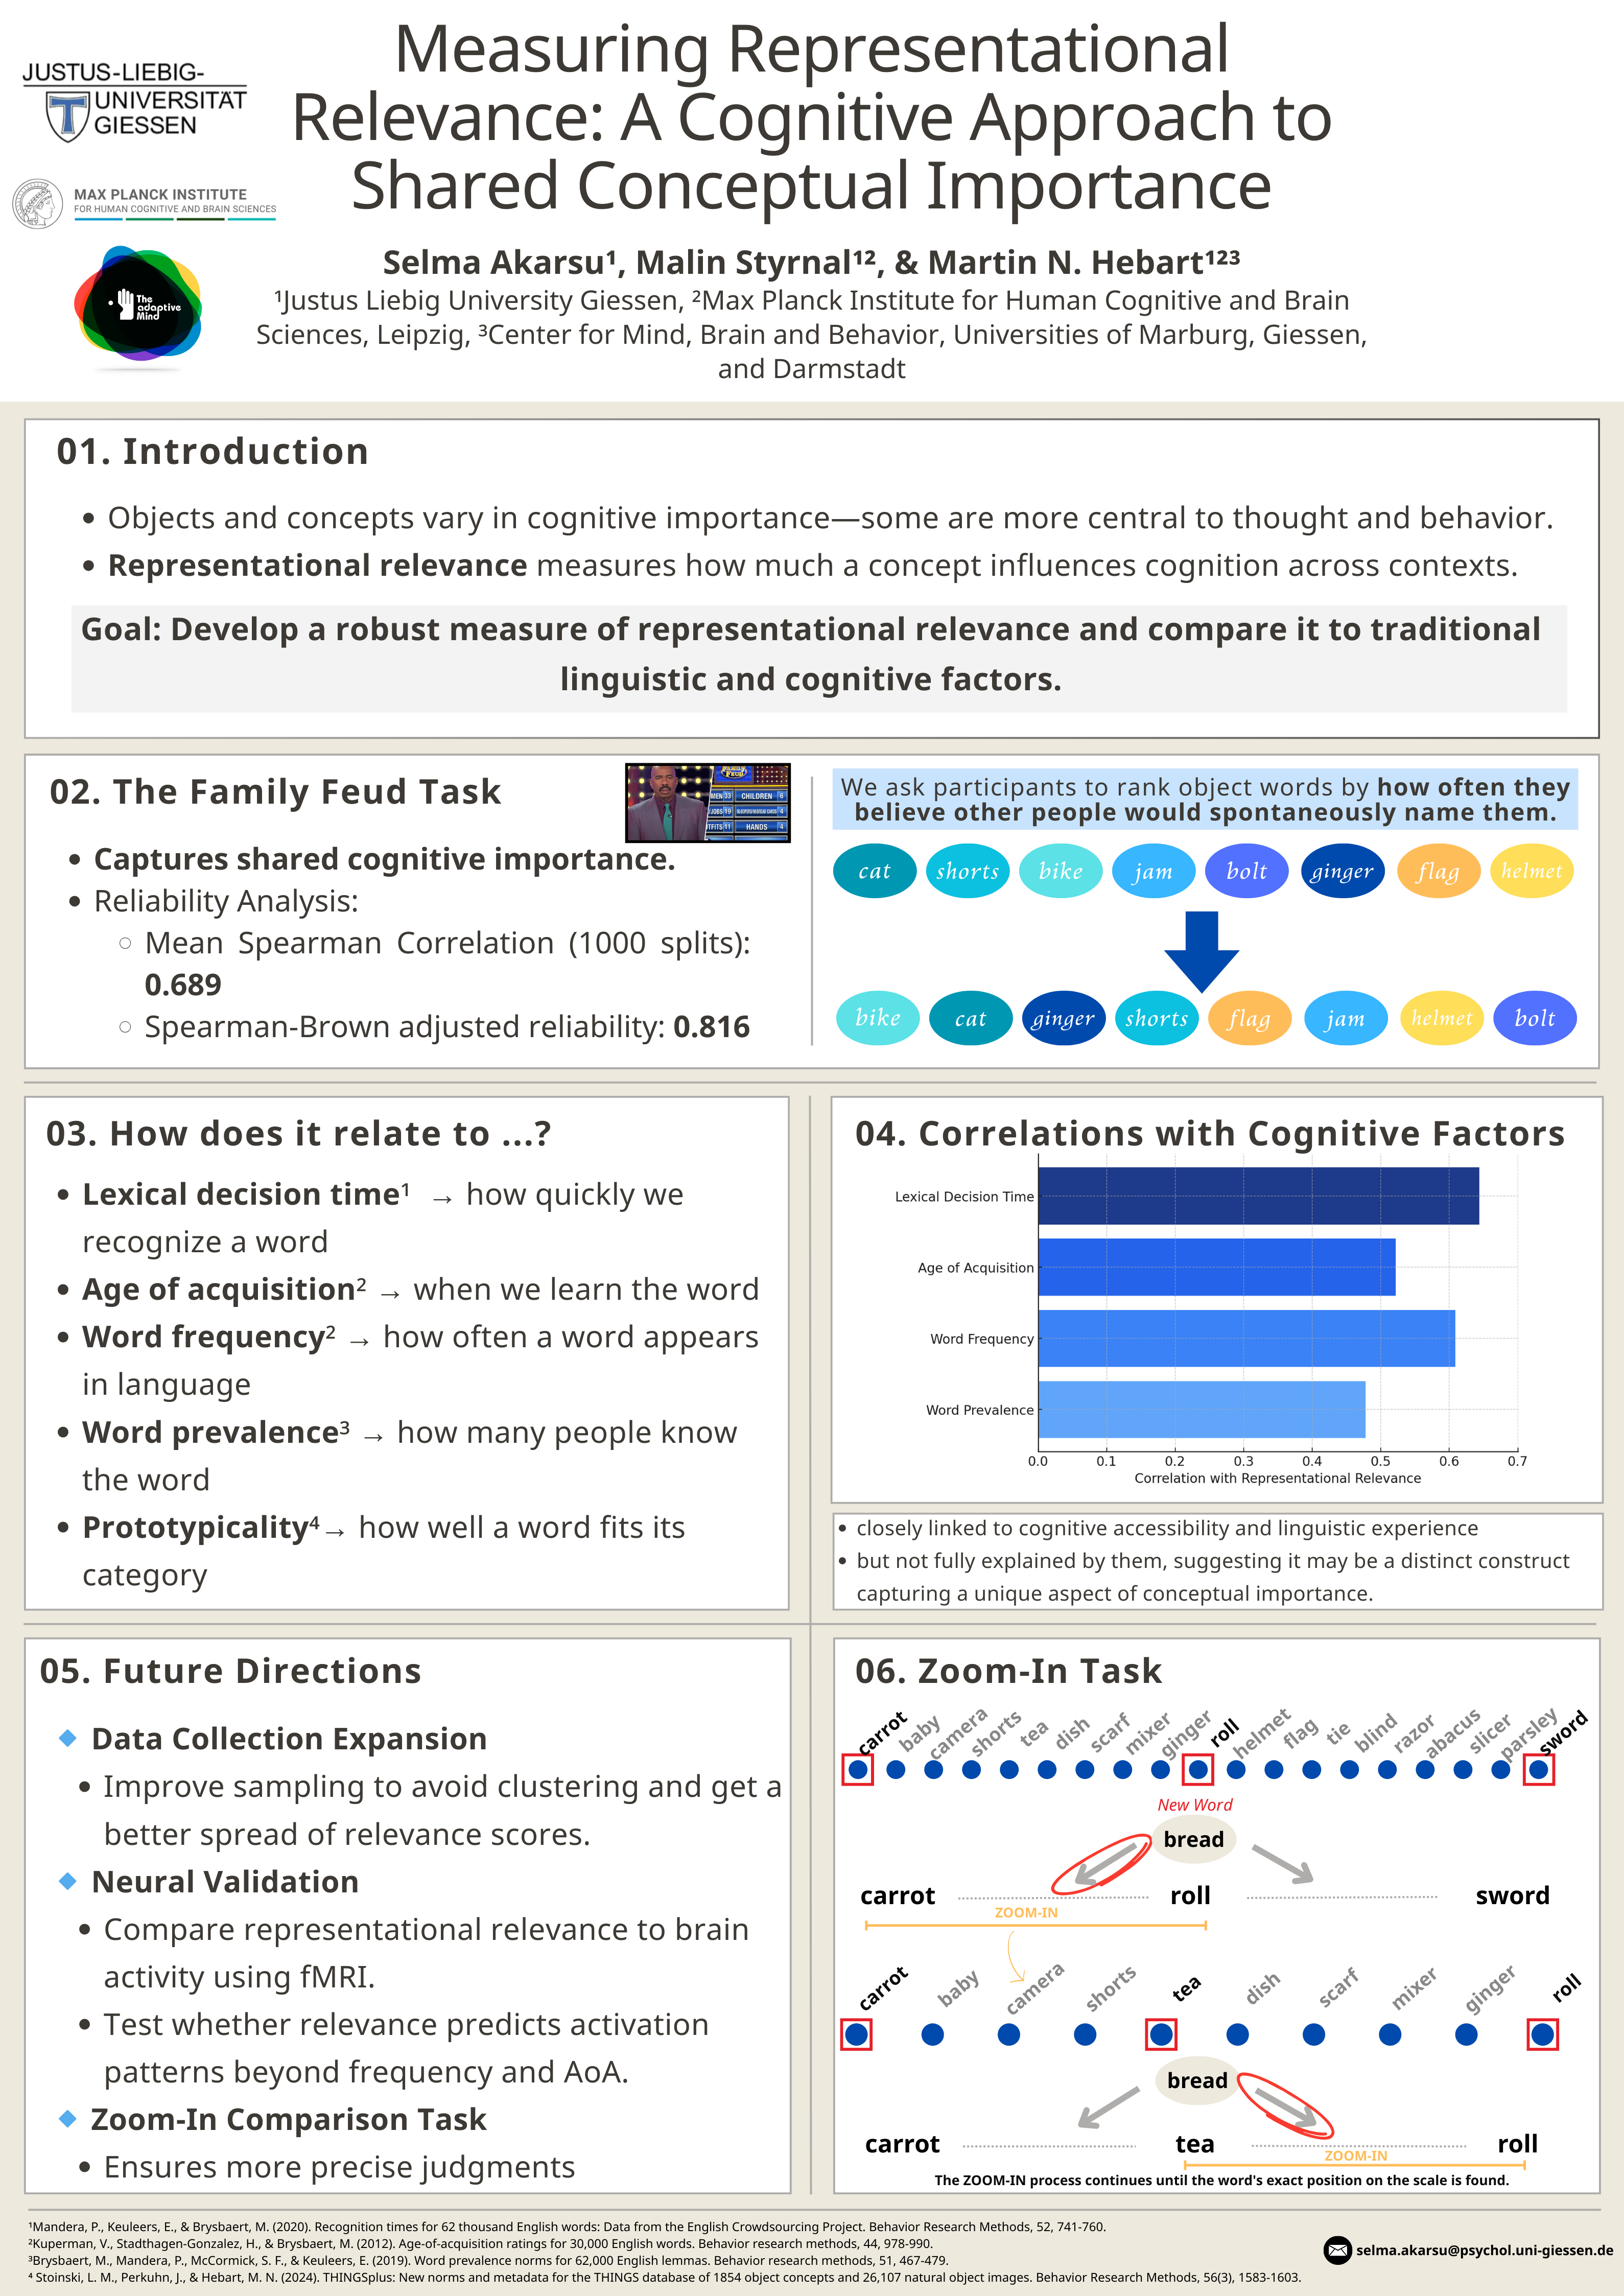 JUSTUS-LIEBIG-
UNIVERSITAT
GIESSEN
MAX PLANCK INSTITUTE
FOR HUMAN COGNITIVE AND BRAIN SCIENCES
The
adaptive
Mind
Measuring Representational
Relevance: A Cognitive Approach to
Shared Conceptual Importance
Selma Akarsu¹, Malin Styrnal¹², & Martin N. Hebart¹²³
¹Justus Liebig University Giessen, ²Max Planck Institute for Human Cognitive and Brain
Sciences, Leipzig, ³Center for Mind, Brain and Behavior, Universities of Marburg, Giessen,
and Darmstadt
01. Introduction
• Objects and concepts vary in cognitive importance—some are more central to thought and behavior.
• Representational relevance measures how much a concept influences cognition across contexts.
Goal: Develop a robust measure of representational relevance and compare it to traditional
linguistic and cognitive factors.
02. The Family Feud Task
MEN 33 CHILDREN 6
JOBS 19 4
TFITS 11 HANDS 4
• Captures shared cognitive importance.
• Reliability Analysis:
○ Mean Spearman Correlation (1000 splits):
0.689
○ Spearman-Brown adjusted reliability: 0.816
We ask participants to rank object words by how often they
believe other people would spontaneously name them.
cat shorts bike jam bolt ginger flag helmet
bike cat ginger shorts flag jam helmet bolt
03. How does it relate to ...?
• Lexical decision time¹ → how quickly we
recognize a word
• Age of acquisition² → when we learn the word
• Word frequency² → how often a word appears
in language
• Word prevalence³ → how many people know
the word
• Prototypicality⁴→ how well a word fits its
category
04. Correlations with Cognitive Factors
Lexical Decision Time
Age of Acquisition
Word Frequency
Word Prevalence
0.0 0.1 0.2 0.3 0.4 0.5 0.6 0.7
Correlation with Representational Relevance
• closely linked to cognitive accessibility and linguistic experience
• but not fully explained by them, suggesting it may be a distinct construct
capturing a unique aspect of conceptual importance.
05. Future Directions
Data Collection Expansion
• Improve sampling to avoid clustering and get a
better spread of relevance scores.
Neural Validation
• Compare representational relevance to brain
activity using fMRI.
• Test whether relevance predicts activation
patterns beyond frequency and AoA.
Zoom-In Comparison Task
• Ensures more precise judgments
06. Zoom-In Task
carrot baby camera shorts tea dish scarf mixer ginger roll helmet flag tie blind razor abacus slicer parsley sword
New Word
bread
carrot roll sword
ZOOM-IN
carrot baby camera shorts tea dish scarf mixer ginger roll
bread
carrot tea roll
ZOOM-IN
The ZOOM-IN process continues until the word's exact position on the scale is found.
¹Mandera, P., Keuleers, E., & Brysbaert, M. (2020). Recognition times for 62 thousand English words: Data from the English Crowdsourcing Project. Behavior Research Methods, 52, 741-760.
²Kuperman, V., Stadthagen-Gonzalez, H., & Brysbaert, M. (2012). Age-of-acquisition ratings for 30,000 English words. Behavior research methods, 44, 978-990.
³Brysbaert, M., Mandera, P., McCormick, S. F., & Keuleers, E. (2019). Word prevalence norms for 62,000 English lemmas. Behavior research methods, 51, 467-479.
⁴ Stoinski, L. M., Perkuhn, J., & Hebart, M. N. (2024). THINGSplus: New norms and metadata for the THINGS database of 1854 object concepts and 26,107 natural object images. Behavior Research Methods, 56(3), 1583-1603.
selma.akarsu@psychol.uni-giessen.de